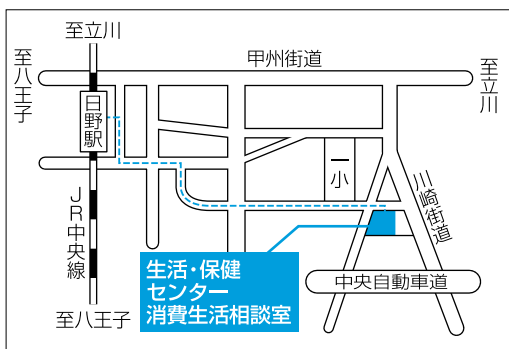 至立川
甲州街道
至八王子
至立川
日野駅
一小
川崎街道
JR中央線
生活・保健
センター
消費生活相談室
中央自動車道
至八王子